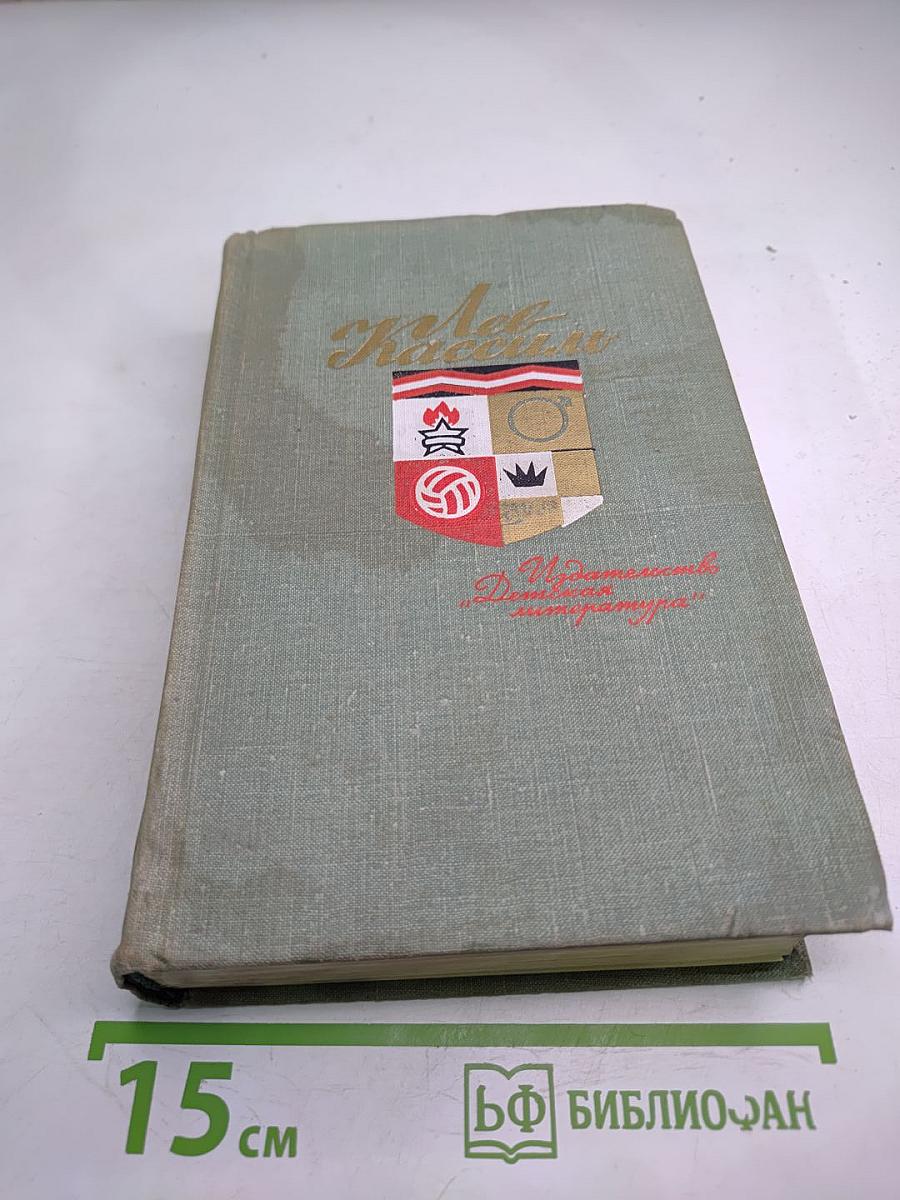 Лев
Кассиль
Издательство
„Детская
литература"
15 см
БФ БИБЛИОФАН